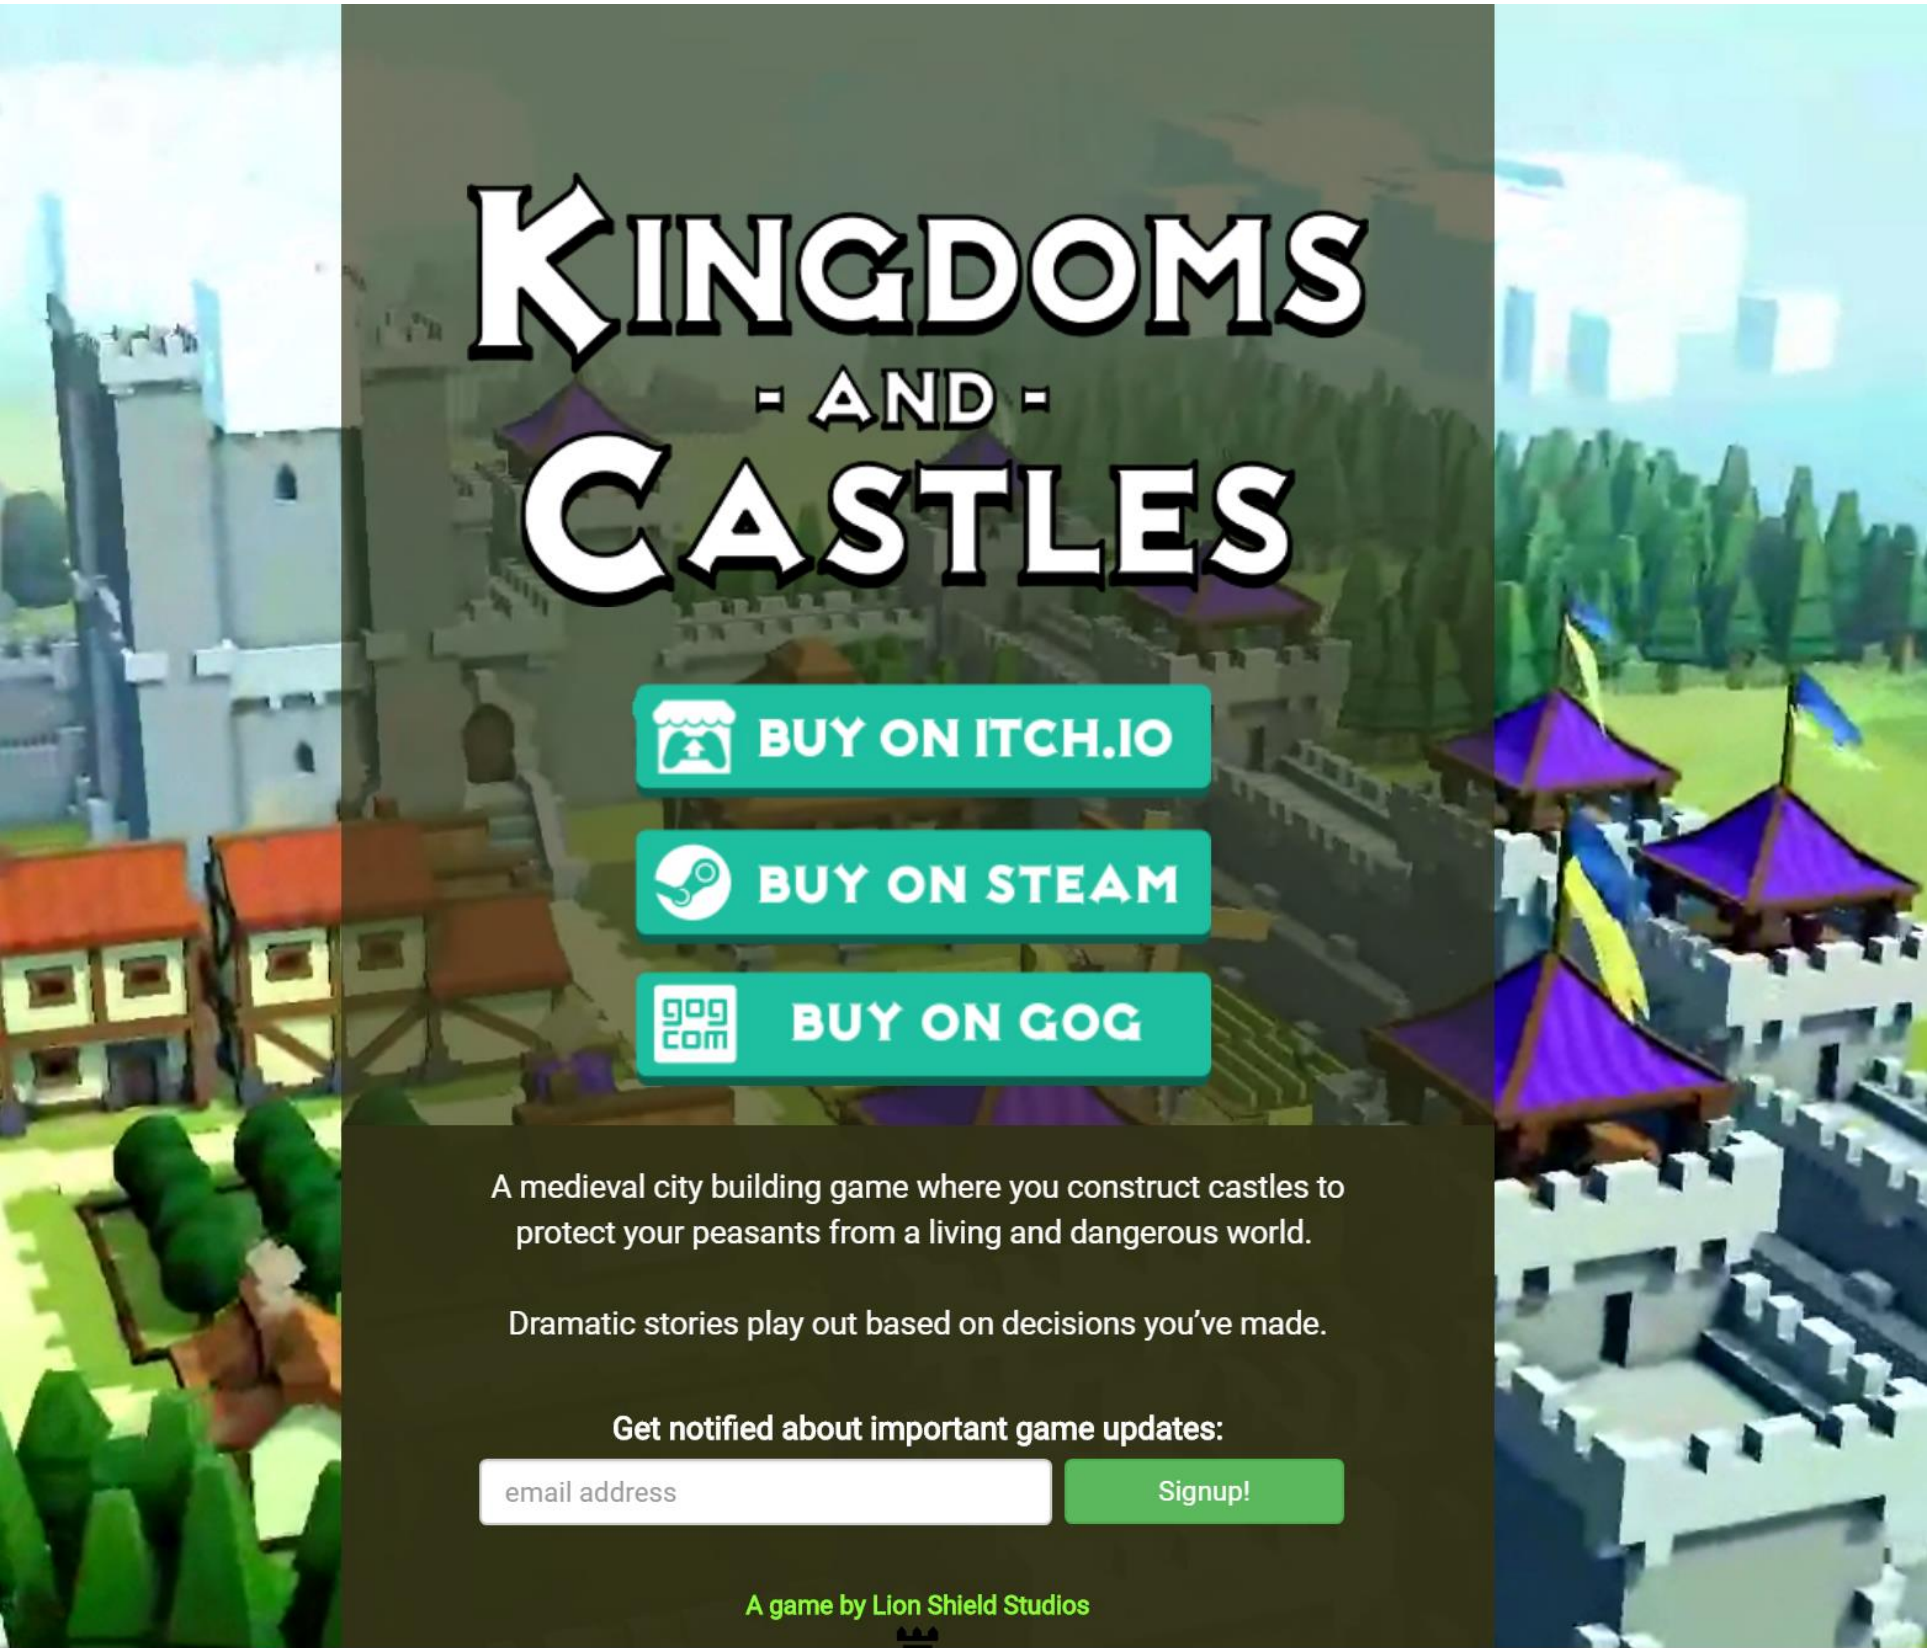 KINGDOMS
- AND -
CASTLES
BUY ON ITCH.IO
BUY ON STEAM
gog
com
BUY ON GOG
A medieval city building game where you construct castles to
protect your peasants from a living and dangerous world.
Dramatic stories play out based on decisions you’ve made.
Get notified about important game updates:
email address
Signup!
A game by Lion Shield Studios